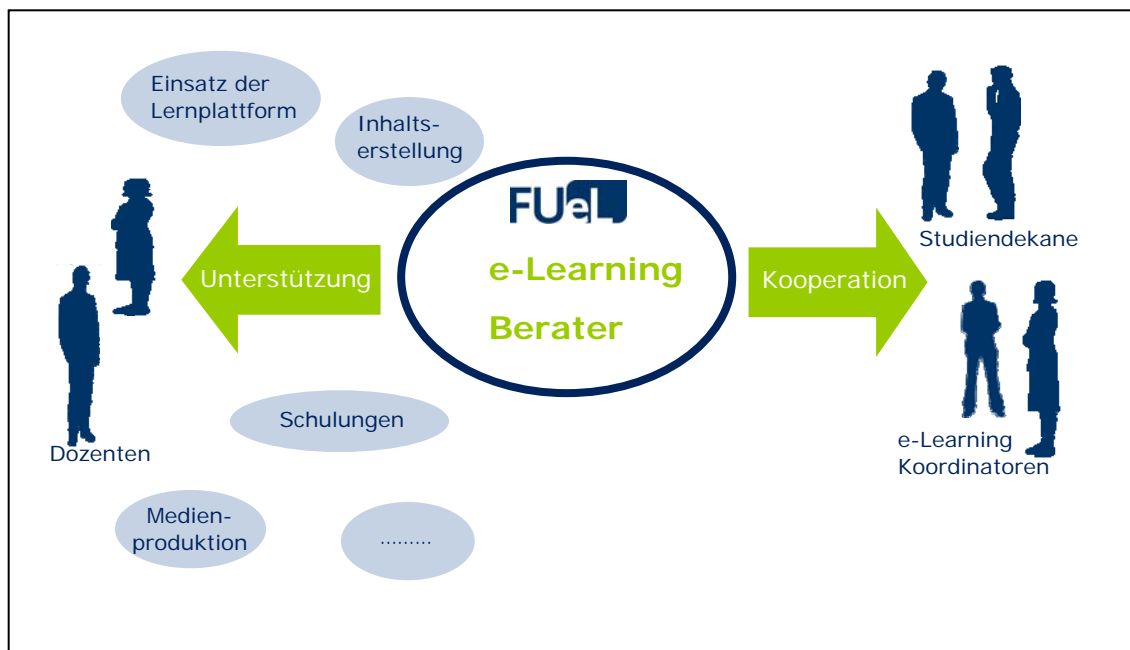 Einsatz der
Lernplattform
Inhalts-
erstellung
FUeL
e-Learning
Berater
Unterstützung
Kooperation
Studiendekane
Dozenten
Schulungen
e-Learning
Koordinatoren
Medien-
produktion
.........